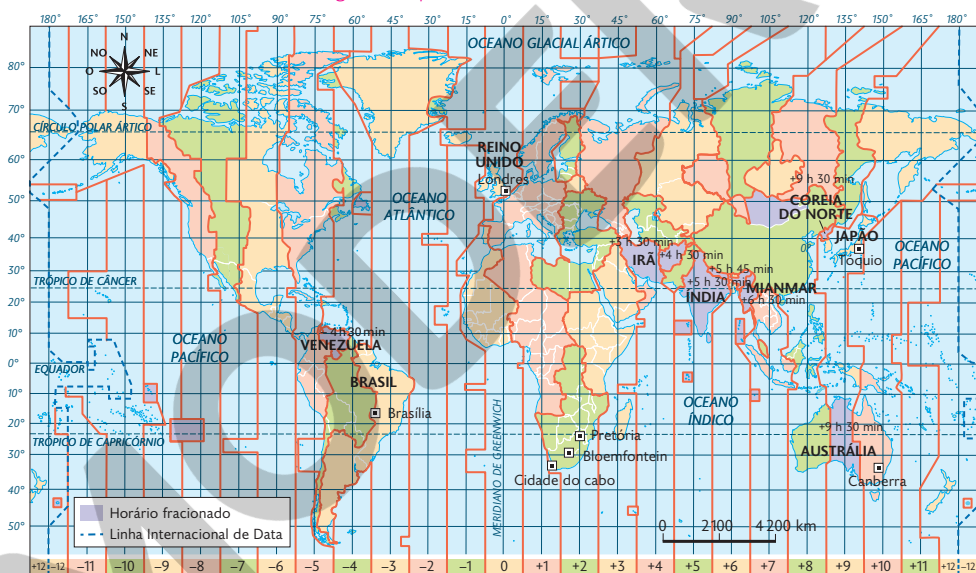 180° 165° 150° 135° 120° 105° 90° 75° 60° 45° 30° 15° 0° 15° 30° 45° 60° 75° 90° 105° 120° 135° 150° 165° 180°
OCEANO GLACIAL ÁRTICO
N
NO NE
O L
SO SE
S
80°
70°
CÍRCULO POLAR ÁRTICO
60°
REINO
UNIDO
Londres
+9 h 30 min
50°
OCEANO
ATLÂNTICO
COREIA
DO NORTE
40°
+3 h 30 min
IRÃ
+4 h 30 min
0°
JAPÃO
Toquio
OCEANO
PACÍFICO
30°
TRÓPICO DE CÂNCER
+5 h 45 min
+5 h 30 min
20°
ÍNDIA
MIANMAR
+6 h 30 min
10°
– 4h30min
VENEZUELA
OCEANO
PACÍFICO
0°
EQUADOR
BRASIL
10°
Brasília
20°
MERIDIANO DE GREENWICH
OCEANO
ÍNDICO
TRÓPICO DE CAPRICÓRNIO
Pretória
+9 h 30 min
30°
Bloemfontein
AUSTRÁLIA
Cidade do cabo
Canberra
40°
50°
Horário fracionado
Linha Internacional de Data
0 2 100 4 200 km
+12 –12 –11 –10 –9 –8 –7 –6 –5 –4 –3 –2 –1 0 +1 +2 +3 +4 +5 +6 +7 +8 +9 +10 +11 +12 –12